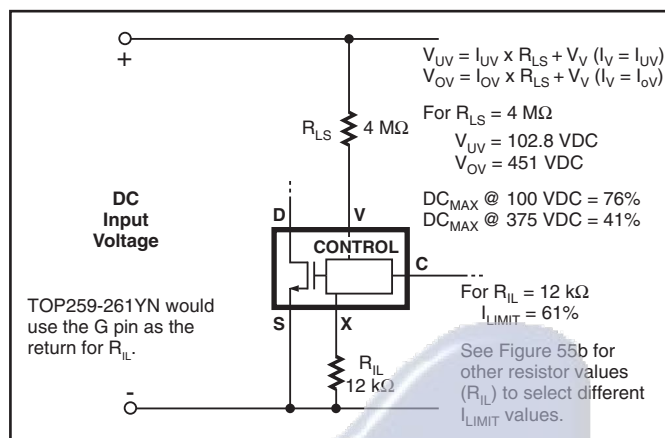 +
V_UV = I_UV x R_LS + V_V (I_V = I_UV)
V_OV = I_OV x R_LS + V_V (I_V = I_oV)
R_LS 4 MΩ
For R_LS = 4 MΩ
V_UV = 102.8 VDC
V_OV = 451 VDC
DC_MAX @ 100 VDC = 76%
DC_MAX @ 375 VDC = 41%
DC
Input
Voltage
D
V
CONTROL
C
S
X
TOP259-261YN would
use the G pin as the
return for R_IL.
For R_IL = 12 kΩ
I_LIMIT = 61%
R_IL
12 kΩ
See Figure 55b for
other resistor values
(R_IL) to select different
I_LIMIT values.
-